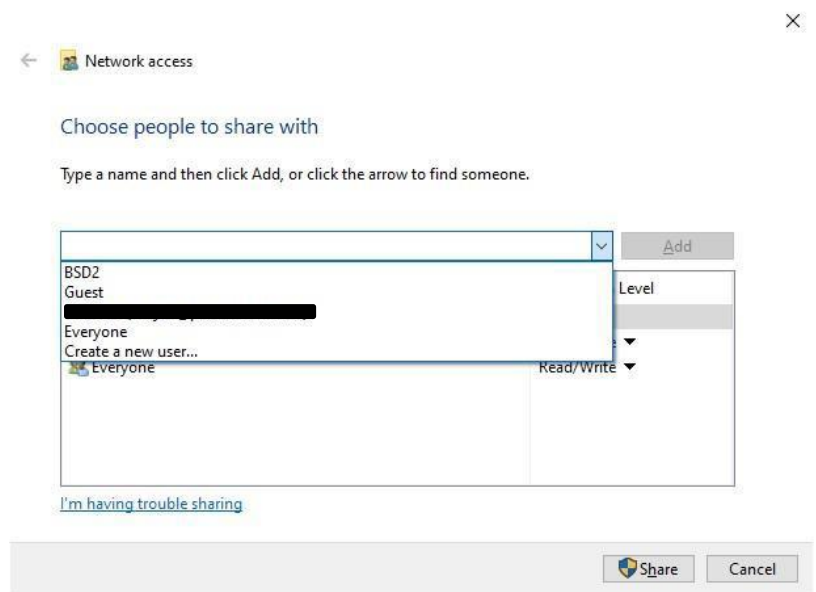 Network access
Choose people to share with
Type a name and then click Add, or click the arrow to find someone.
Add
BSD2
Guest
Everyone
Create a new user...
Level
Everyone
Read/Write
I'm having trouble sharing
Share
Cancel